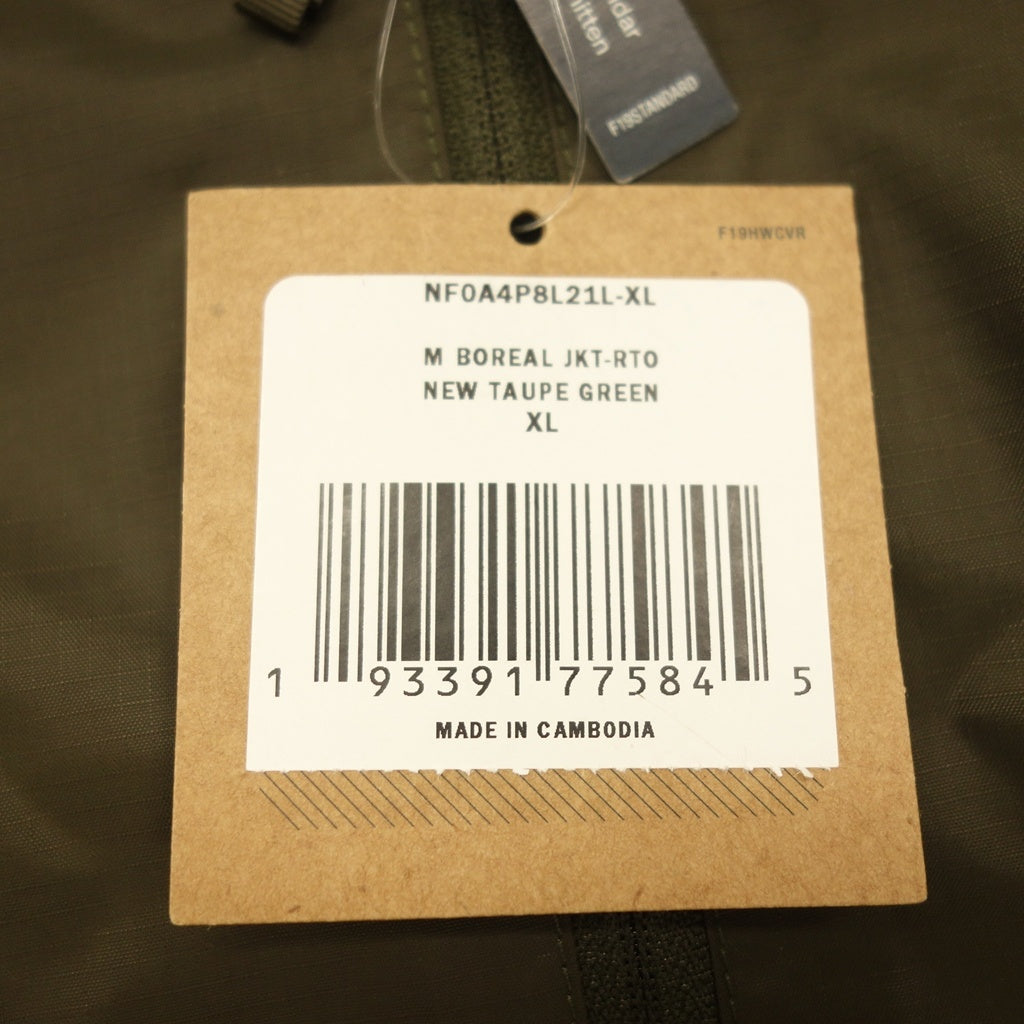 F19STANDARD
F19HWCVR
NF0A4P8L21L-XL
M BOREAL JKT-RTO
NEW TAUPE GREEN
XL
1 93391 77584 5
MADE IN CAMBODIA